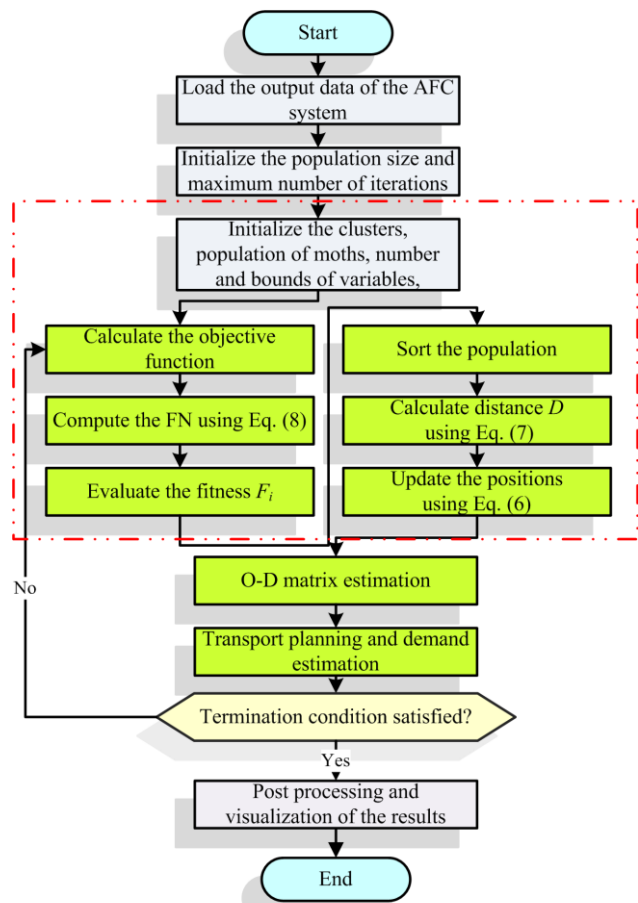 Start
Load the output data of the AFC
system
Initialize the population size and
maximum number of iterations
Initialize the clusters,
population of moths, number
and bounds of variables,
Calculate the objective
function
Compute the FN using Eq. (8)
Evaluate the fitness Fi
Sort the population
Calculate distance D
using Eq. (7)
Update the positions
using Eq. (6)
O-D matrix estimation
Transport planning and demand
estimation
Termination condition satisfied?
No
Yes
Post processing and
visualization of the results
End